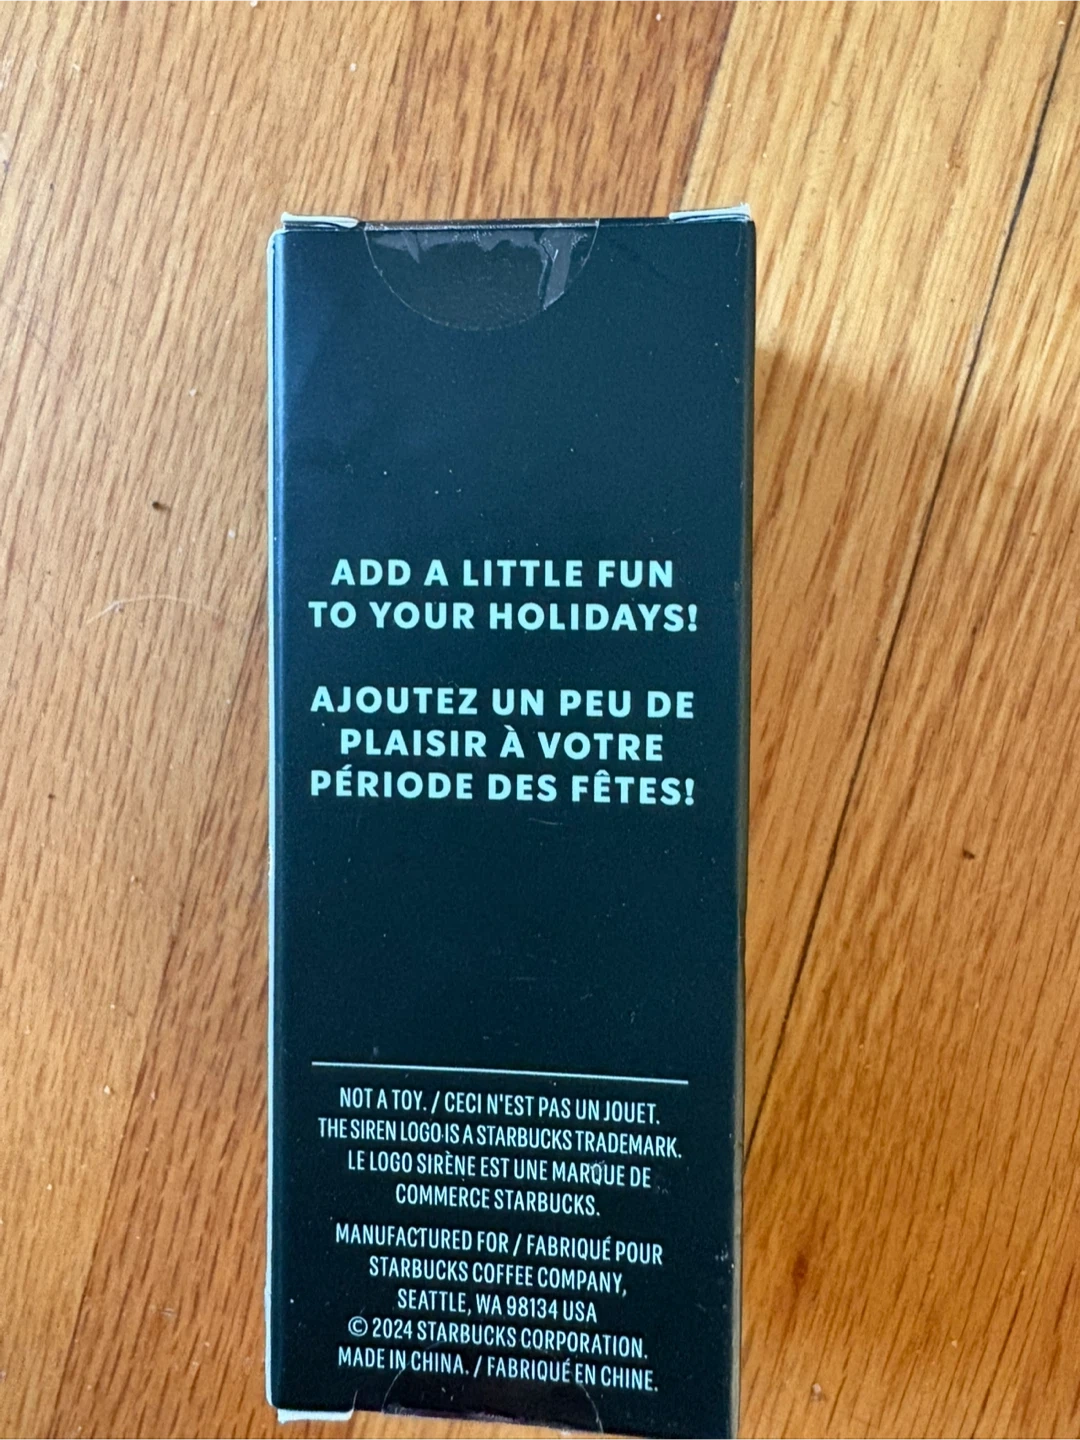 ADD A LITTLE FUN
TO YOUR HOLIDAYS!
AJOUTEZ UN PEU DE
PLAISIR À VOTRE
PÉRIODE DES FÊTES!
NOT A TOY. / CECI N'EST PAS UN JOUET.
THE SIREN LOGO IS A STARBUCKS TRADEMARK.
LE LOGO SIRÈNE EST UNE MARQUE DE
COMMERCE STARBUCKS.
MANUFACTURED FOR / FABRIQUÉ POUR
STARBUCKS COFFEE COMPANY,
SEATTLE, WA 98134 USA
© 2024 STARBUCKS CORPORATION.
MADE IN CHINA. / FABRIQUÉ EN CHINE.